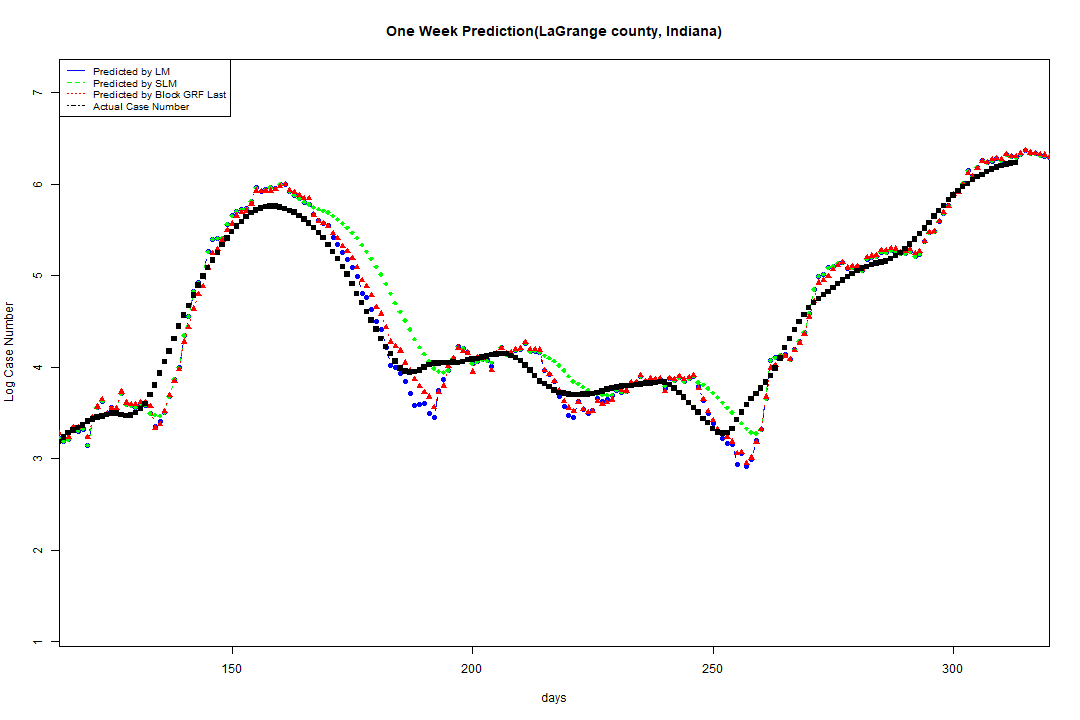 One Week Prediction(LaGrange county, Indiana)
Predicted by LM
Predicted by SLM
Predicted by Block GRF Last
Actual Case Number
7
6
5
4
3
2
1
Log Case Number
150
200
250
300
days